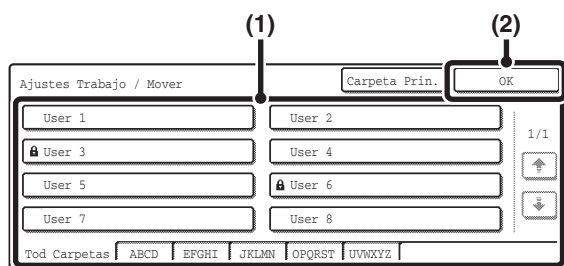 (1) (2)
Ajustes Trabajo / Mover Carpeta Prin. OK
User 1 User 2
1/1
User 3 User 4
User 5 User 6
User 7 User 8
Tod Carpetas ABCD EFGHI JKLMN OPQRST UVWXYZ